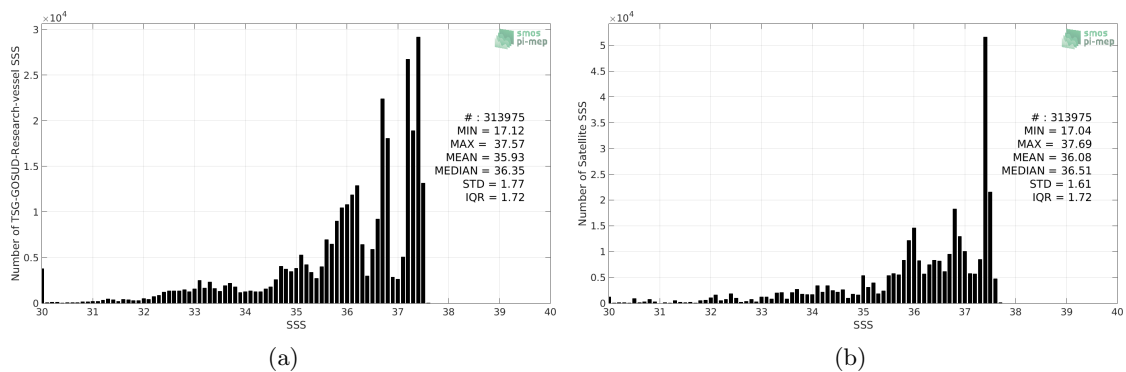 ×10⁴
3
2.5
2
1.5
1
0.5
0
Number of TSG-GOSUD-Research-vessel SSS
smos
pi-mep
# : 313975
MIN = 17.12
MAX = 37.57
MEAN = 35.93
MEDIAN = 36.35
STD = 1.77
IQR = 1.72
30 31 32 33 34 35 36 37 38 39 40
SSS
(a)
×10⁴
5
4.5
4
3.5
3
2.5
2
1.5
1
0.5
0
Number of Satellite SSS
smos
pi-mep
# : 313975
MIN = 17.04
MAX = 37.69
MEAN = 36.08
MEDIAN = 36.51
STD = 1.61
IQR = 1.72
30 31 32 33 34 35 36 37 38 39 40
SSS
(b)